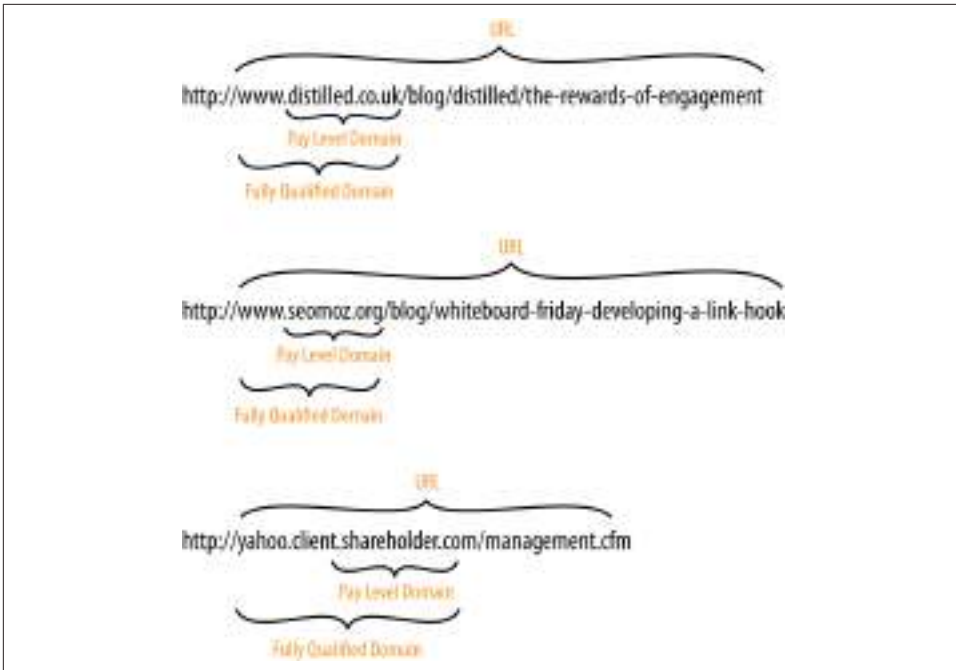 URL
http://www.distilled.co.uk/blog/distilled/the-rewards-of-engagement
Pay Level Domain
Fully Qualified Domain
URL
http://www.seomoz.org/blog/whiteboard-friday-developing-a-link-hook
Pay Level Domain
Fully Qualified Domain
URL
http://yahoo.client.shareholder.com/management.cfm
Pay Level Domain
Fully Qualified Domain